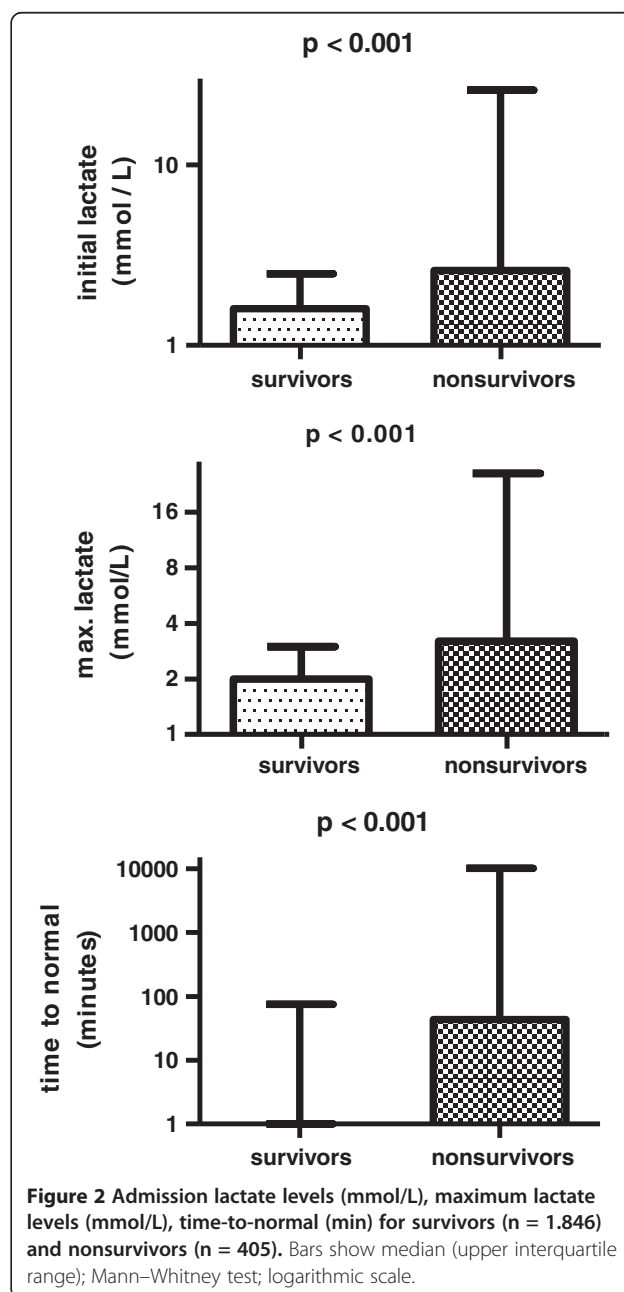 p < 0.001
initial lactate
(mmol / L)
10
1
survivors nonsurvivors
p < 0.001
max. lactate
(mmol/L)
16
8
4
2
1
survivors nonsurvivors
p < 0.001
time to normal
(minutes)
10000
1000
100
10
1
survivors nonsurvivors
Figure 2 Admission lactate levels (mmol/L), maximum lactate
levels (mmol/L), time-to-normal (min) for survivors (n = 1.846)
and nonsurvivors (n = 405). Bars show median (upper interquartile
range); Mann–Whitney test; logarithmic scale.